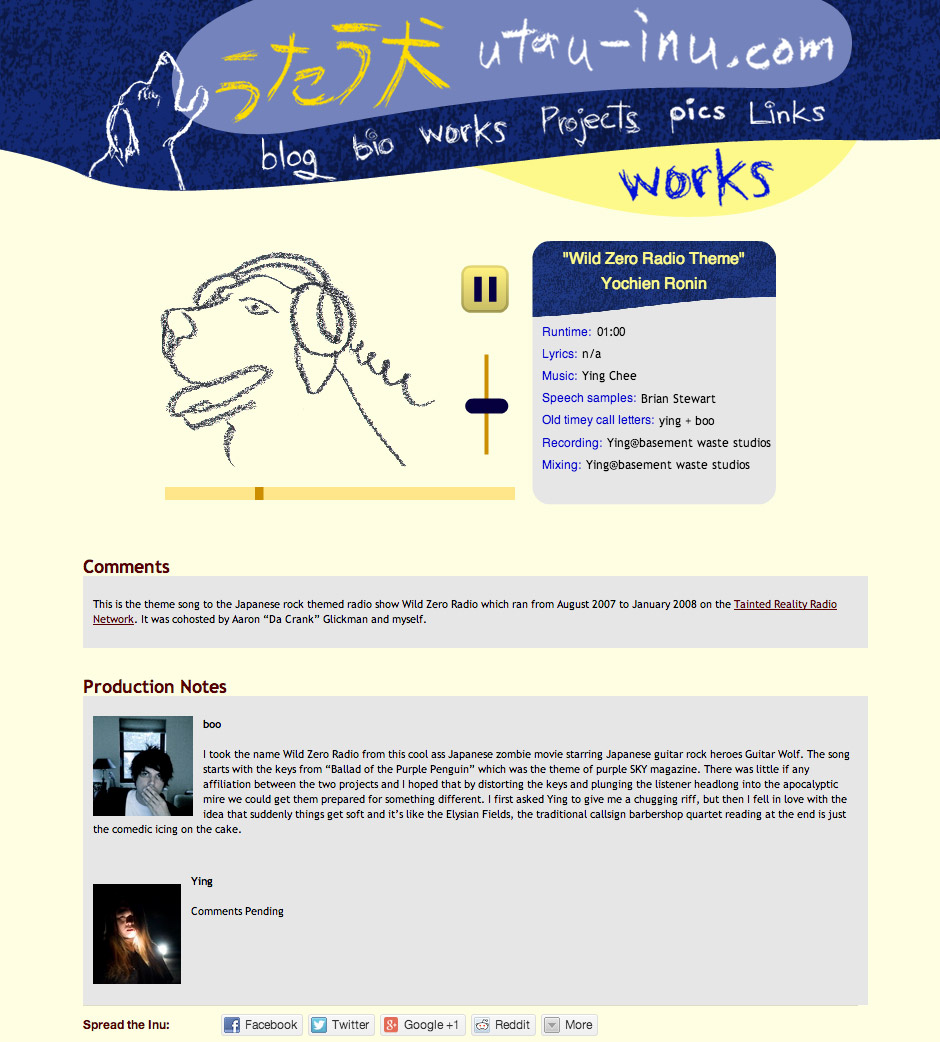 うたう犬 utau-inu.com
blog bio works Projects pics Links
works
"Wild Zero Radio Theme"
Yochien Ronin
Runtime: 01:00
Lyrics: n/a
Music: Ying Chee
Speech samples: Brian Stewart
Old timey call letters: ying + boo
Recording: Ying@basement waste studios
Mixing: Ying@basement waste studios
Comments
This is the theme song to the Japanese rock themed radio show Wild Zero Radio which ran from August 2007 to January 2008 on the Tainted Reality Radio
Network. It was cohosted by Aaron “Da Crank” Glickman and myself.
Production Notes
boo
I took the name Wild Zero Radio from this cool ass Japanese zombie movie starring Japanese guitar rock heroes Guitar Wolf. The song
starts with the keys from “Ballad of the Purple Penguin” which was the theme of purple SKY magazine. There was little if any
affiliation between the two projects and I hoped that by distorting the keys and plunging the listener headlong into the apocalyptic
mire we could get them prepared for something different. I first asked Ying to give me a chugging riff, but then I fell in love with the
idea that suddenly things get soft and it’s like the Elysian Fields, the traditional callsign barbershop quartet reading at the end is just
the comedic icing on the cake.
Ying
Comments Pending
Spread the Inu: Facebook Twitter Google +1 Reddit More